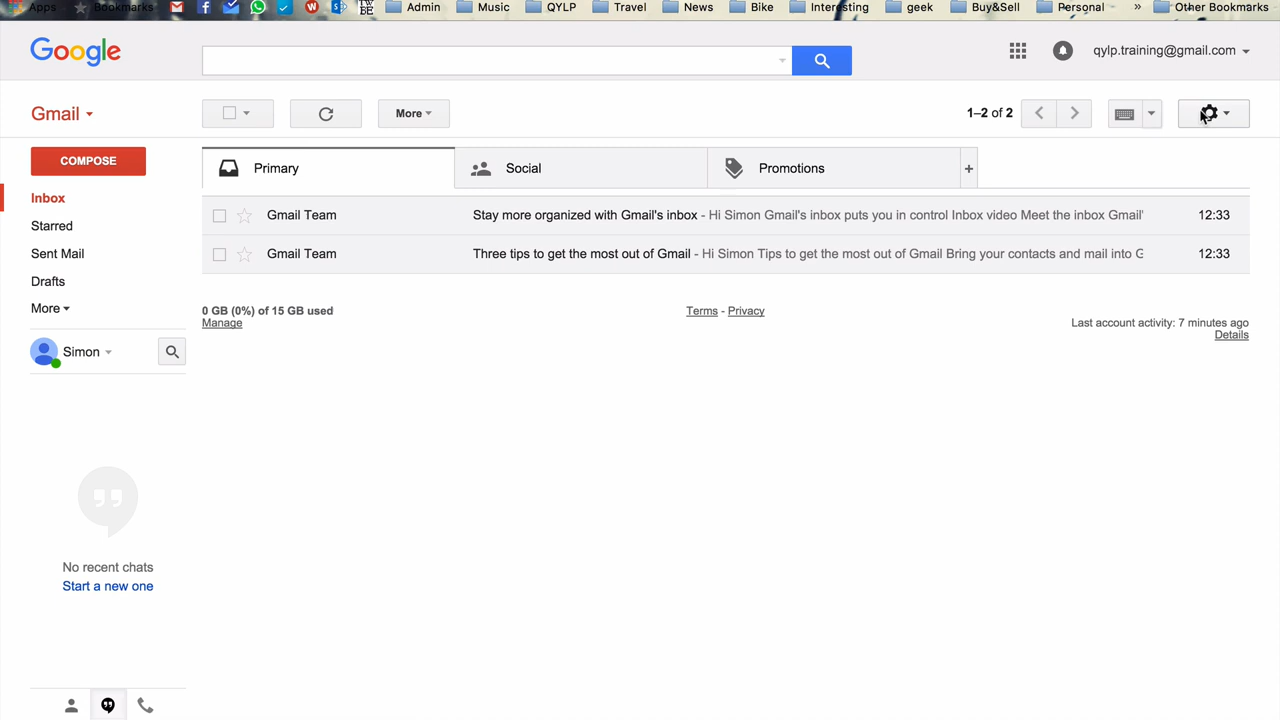 Apps Bookmarks Admin Music QYLP Travel News Bike Interesting geek Buy&Sell Personal » Other Bookmarks
Google
qylp.training@gmail.com
Gmail
More
1–2 of 2
COMPOSE
Primary
Social
Promotions
+
Inbox
Gmail Team Stay more organized with Gmail's inbox - Hi Simon Gmail's inbox puts you in control Inbox video Meet the inbox Gmail' 12:33
Starred
Sent Mail
Gmail Team Three tips to get the most out of Gmail - Hi Simon Tips to get the most out of Gmail Bring your contacts and mail into G 12:33
Drafts
More
0 GB (0%) of 15 GB used
Manage
Terms - Privacy
Last account activity: 7 minutes ago
Details
Simon
No recent chats
Start a new one